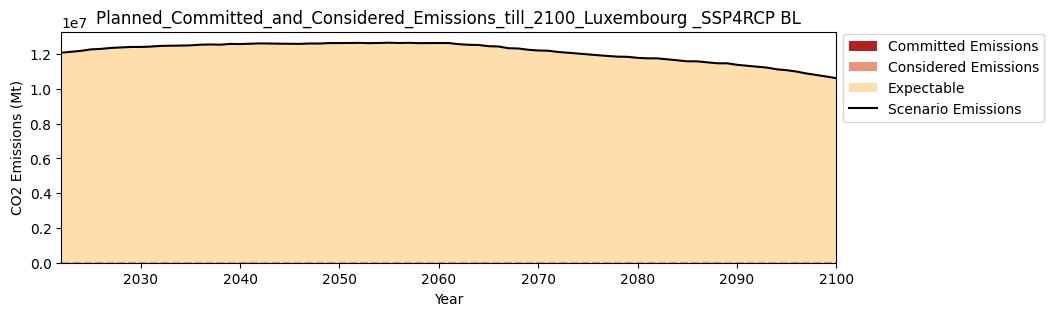 Planned_Committed_and_Considered_Emissions_till_2100_Luxembourg _SSP4RCP BL
1e7
Committed Emissions
Considered Emissions
Expectable
Scenario Emissions
CO2 Emissions (Mt)
1.2
1.0
0.8
0.6
0.4
0.2
0.0
2030 2040 2050 2060 2070 2080 2090 2100
Year